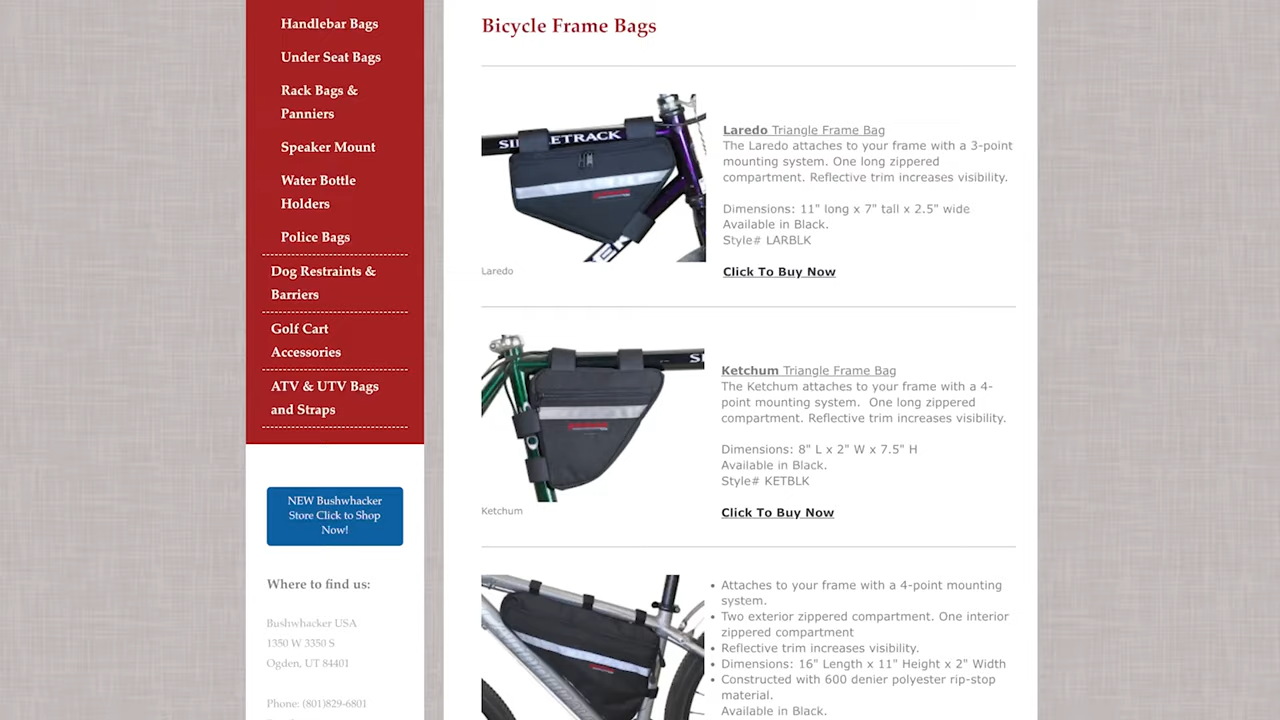 Handlebar Bags
Under Seat Bags
Rack Bags &
Panniers
Speaker Mount
Water Bottle
Holders
Police Bags
Dog Restraints &
Barriers
Golf Cart
Accessories
ATV & UTV Bags
and Straps
NEW Bushwhacker
Store Click to Shop
Now!
Where to find us:
Bushwhacker USA
1350 W 3350 S
Ogden, UT 84401
Phone: (801)829-6801
Bicycle Frame Bags
Laredo
Laredo Triangle Frame Bag
The Laredo attaches to your frame with a 3-point
mounting system. One long zippered
compartment. Reflective trim increases visibility.
Dimensions: 11" long x 7" tall x 2.5" wide
Available in Black.
Style# LARBLK
Click To Buy Now
Ketchum
Ketchum Triangle Frame Bag
The Ketchum attaches to your frame with a 4-
point mounting system.  One long zippered
compartment. Reflective trim increases visibility.
Dimensions: 8" L x 2" W x 7.5" H
Available in Black.
Style# KETBLK
Click To Buy Now
• Attaches to your frame with a 4-point mounting
system.
• Two exterior zippered compartment. One interior
zippered compartment
• Reflective trim increases visibility.
• Dimensions: 16" Length x 11" Height x 2" Width
• Constructed with 600 denier polyester rip-stop
material.
Available in Black.